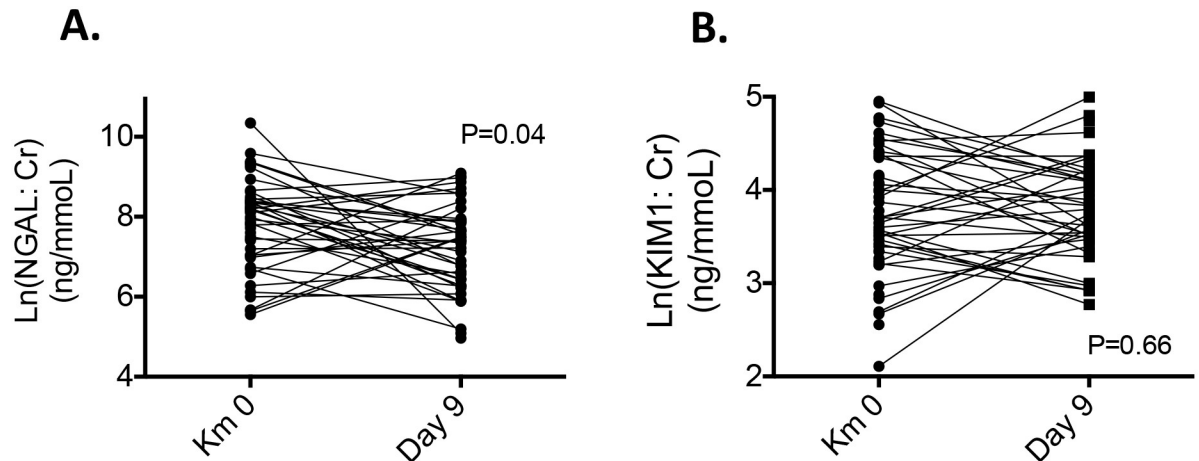 A.
Ln(NGAL: Cr)
(ng/mmoL)
10
8
6
4
P=0.04
Km 0
Day 9
B.
Ln(KIM1: Cr)
(ng/mmoL)
5
4
3
2
P=0.66
Km 0
Day 9